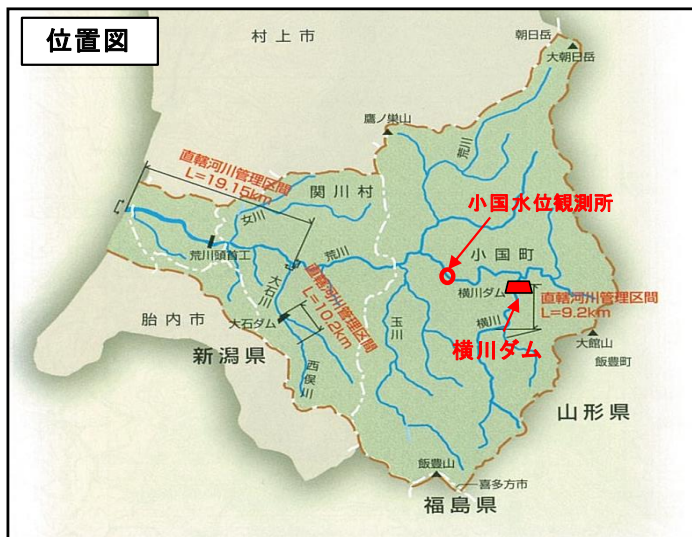 位置図
村上市
朝日岳
大朝日岳
鷹ノ巣山
荒川
直轄河川管理区間
L=19.15km
関川村
女川
小国水位観測所
小国町
荒川頭首工
荒川
大石川
直轄河川管理区間
L=10.2km
横川ダム
直轄河川管理区間
L=9.2km
胎内市
大石ダム
玉川
横川
横川ダム
大舘山
飯豊町
新潟県
西俣川
山形県
飯豊山
喜多方市
福島県